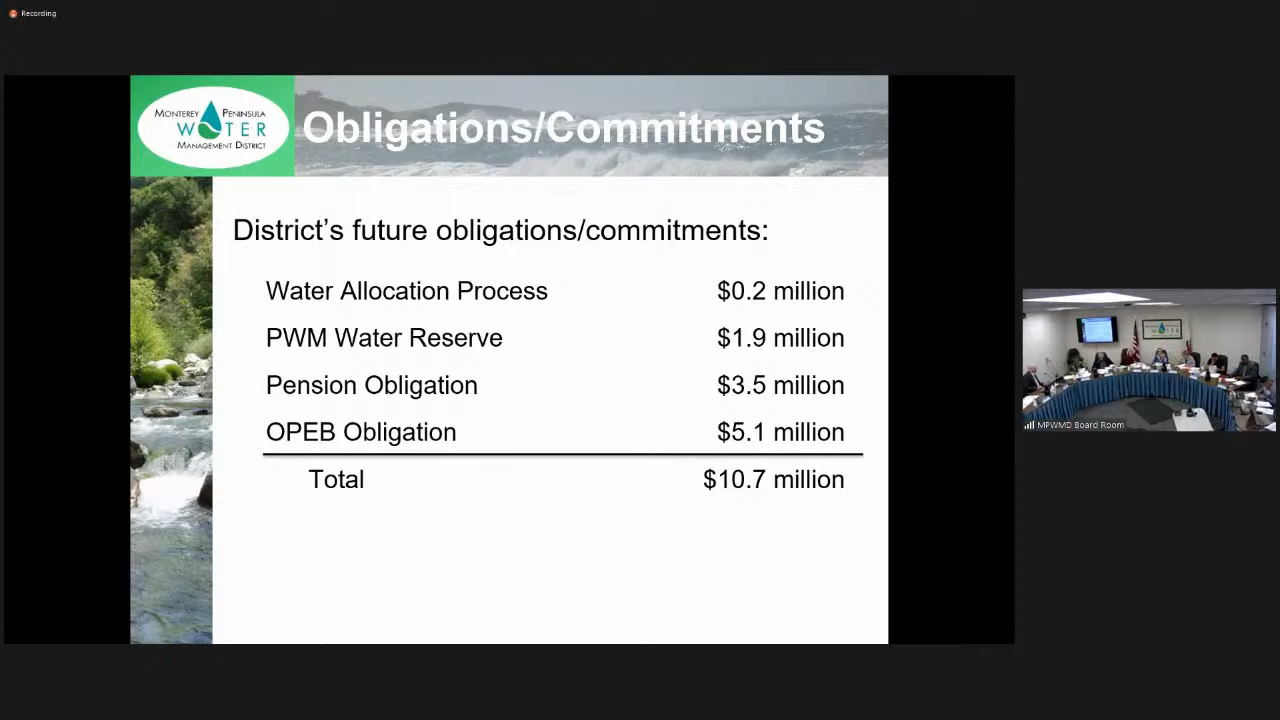 Recording
MONTEREY PENINSULA
WATER
MANAGEMENT DISTRICT
Obligations/Commitments
District's future obligations/commitments:
Water Allocation Process $0.2 million
PWM Water Reserve $1.9 million
Pension Obligation $3.5 million
OPEB Obligation $5.1 million
Total $10.7 million
MPWMD Board Room